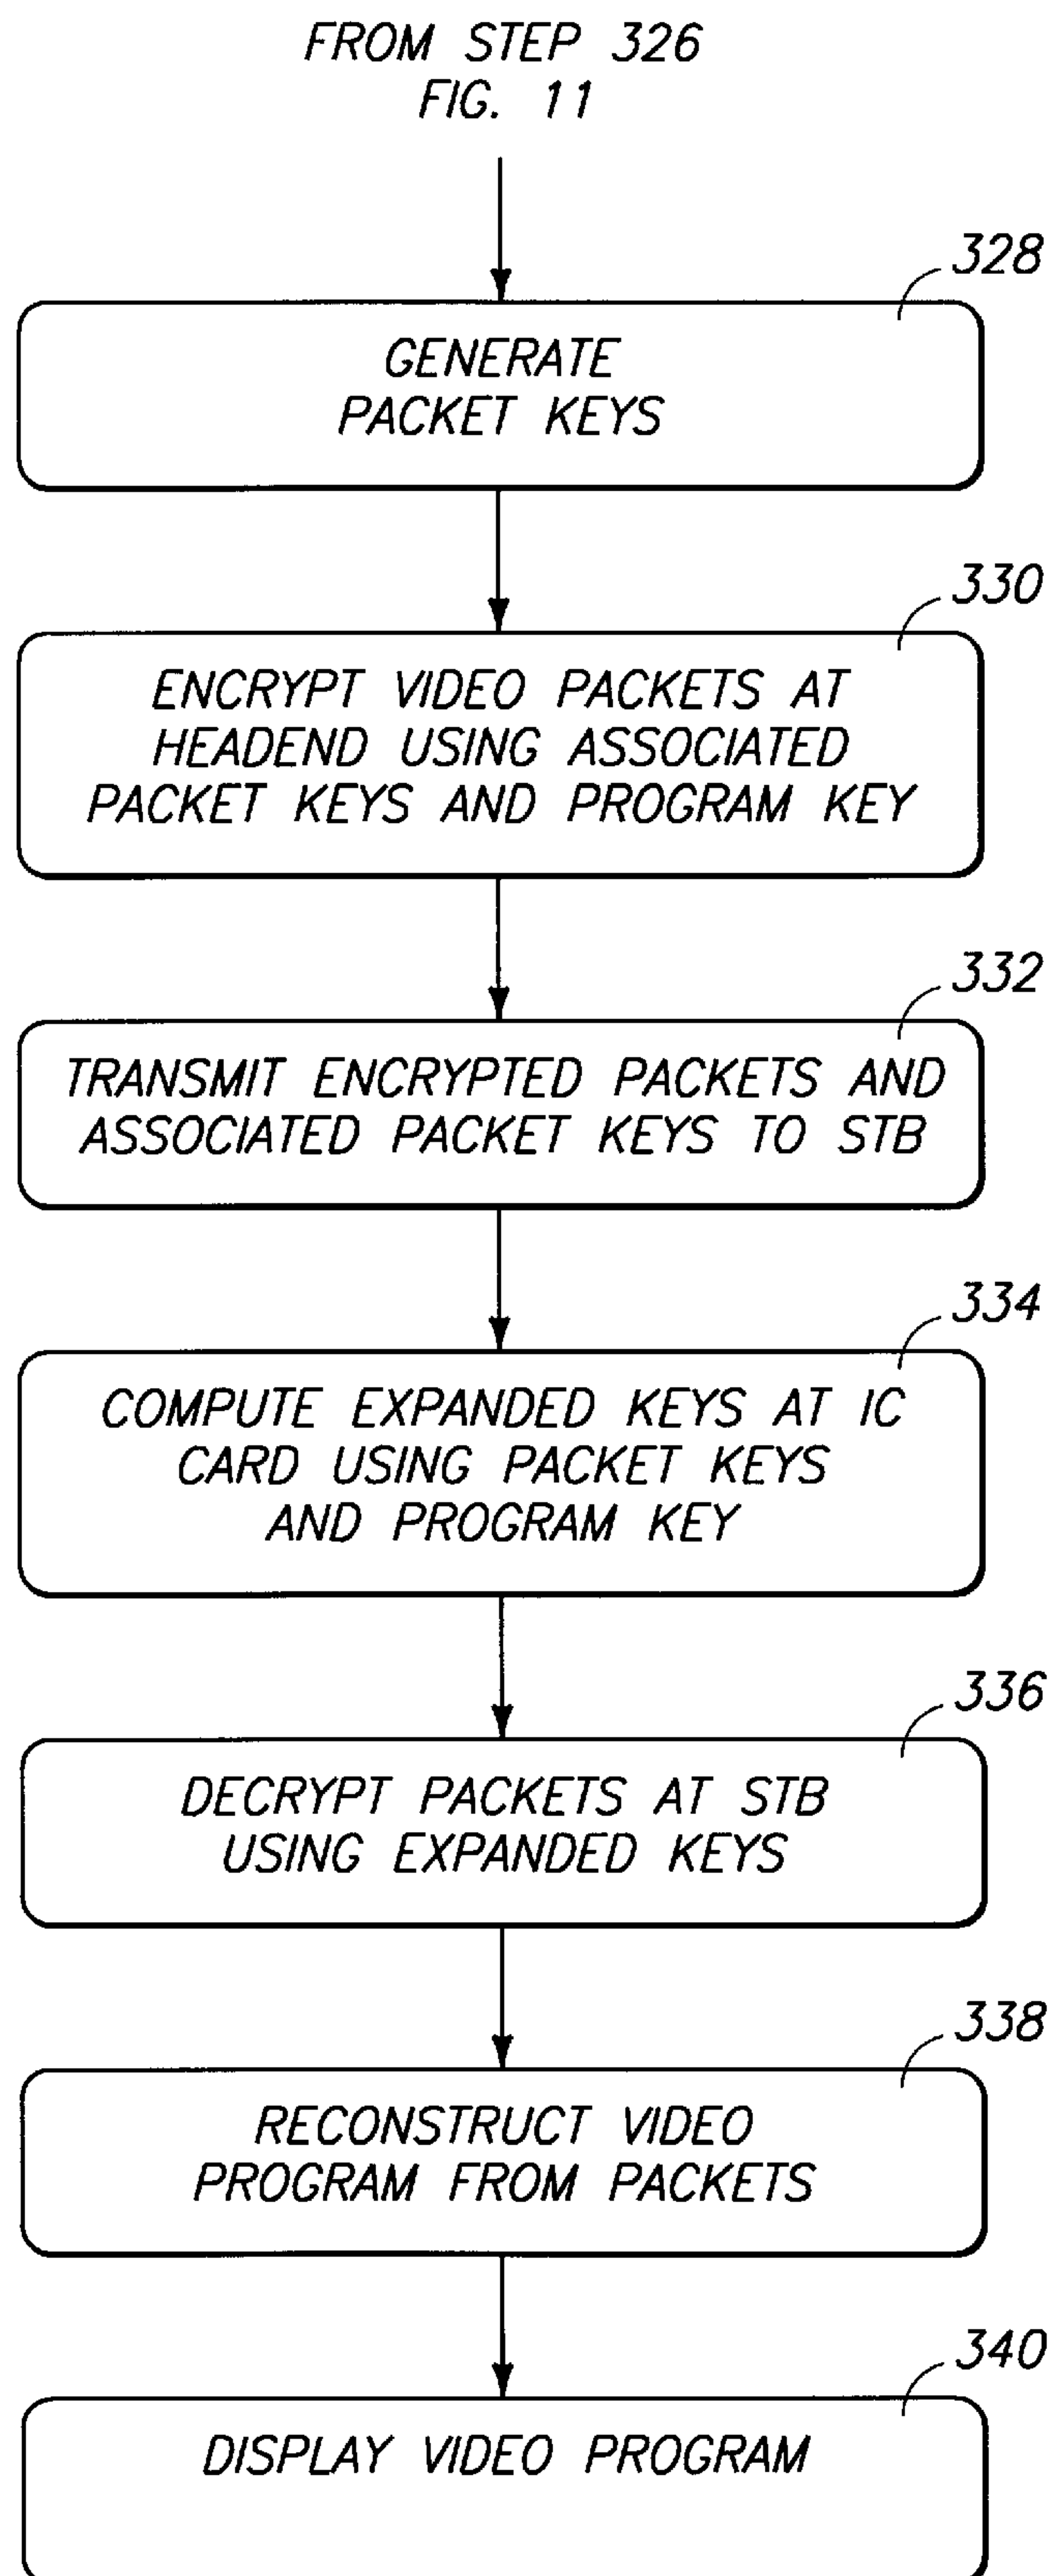 FROM STEP 326
FIG. 11
328
GENERATE
PACKET KEYS
330
ENCRYPT VIDEO PACKETS AT
HEADEND USING ASSOCIATED
PACKET KEYS AND PROGRAM KEY
332
TRANSMIT ENCRYPTED PACKETS AND
ASSOCIATED PACKET KEYS TO STB
334
COMPUTE EXPANDED KEYS AT IC
CARD USING PACKET KEYS
AND PROGRAM KEY
336
DECRYPT PACKETS AT STB
USING EXPANDED KEYS
338
RECONSTRUCT VIDEO
PROGRAM FROM PACKETS
340
DISPLAY VIDEO PROGRAM